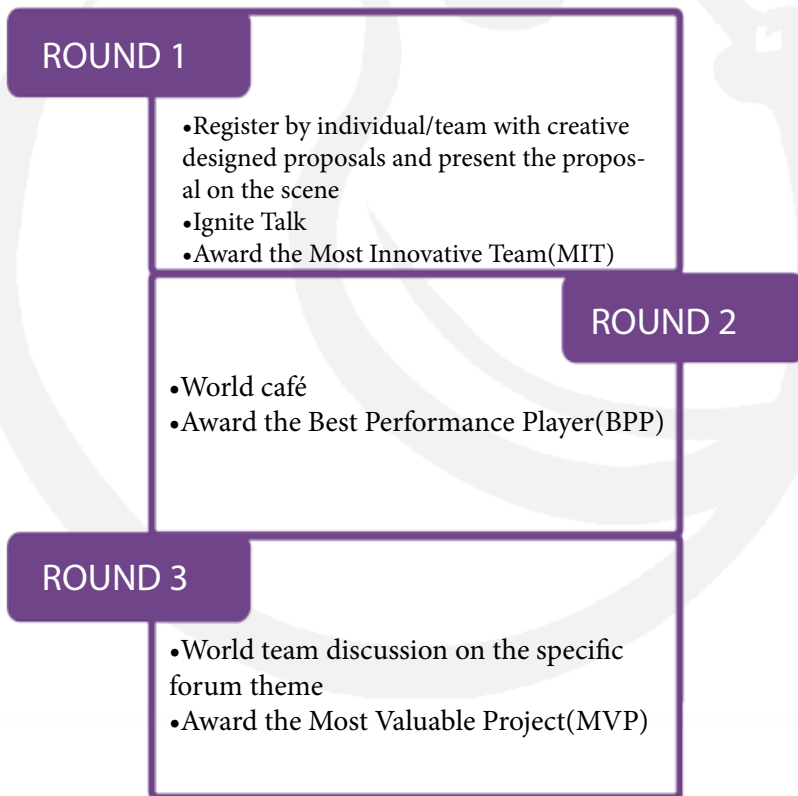 ROUND 1
•Register by individual/team with creative
designed proposals and present the propos-
al on the scene
•Ignite Talk
•Award the Most Innovative Team(MIT)
ROUND 2
•World café
•Award the Best Performance Player(BPP)
ROUND 3
•World team discussion on the specific
forum theme
•Award the Most Valuable Project(MVP)